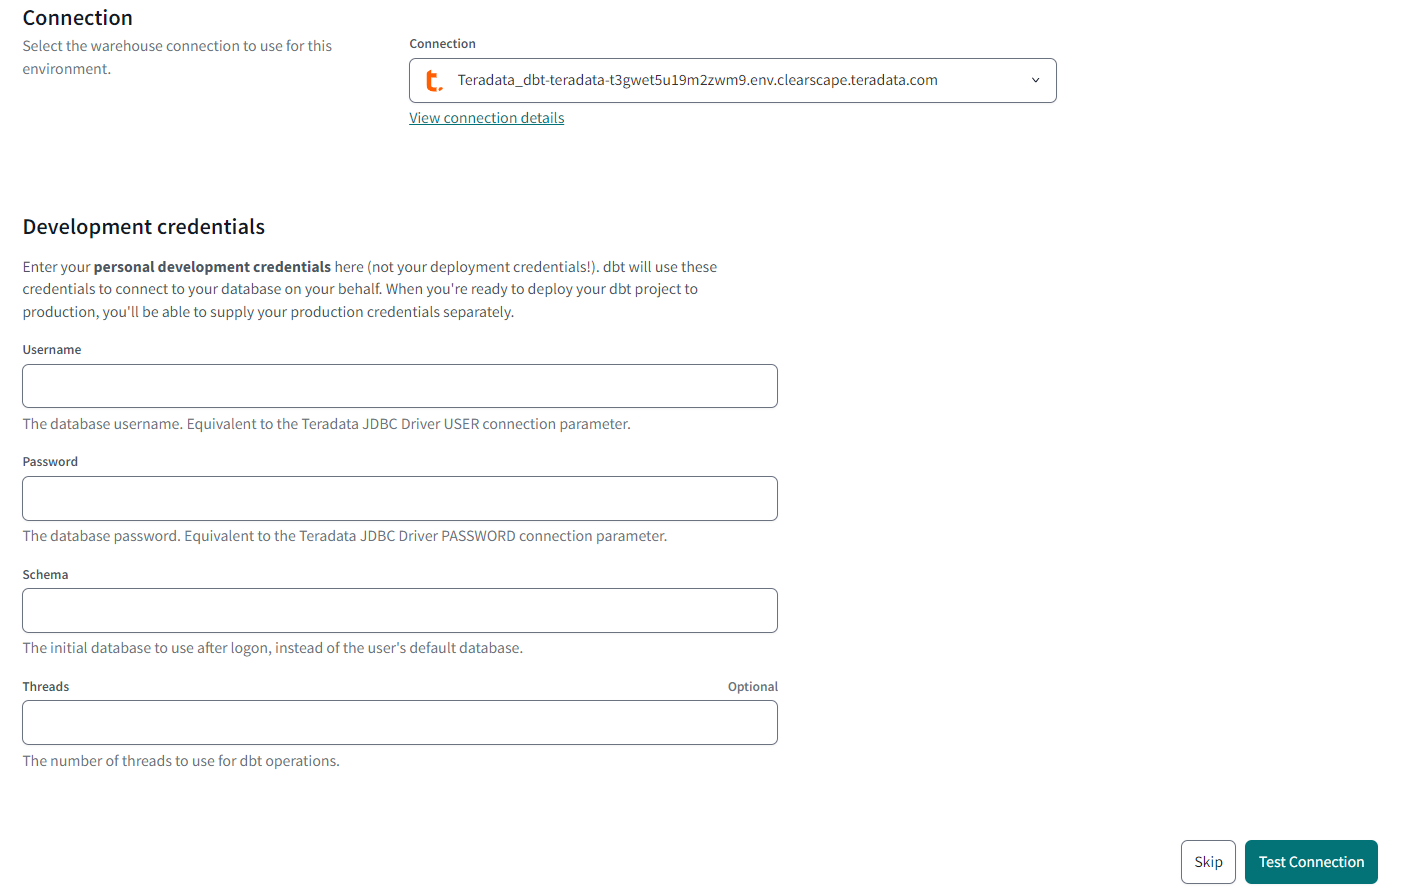 Connection
Select the warehouse connection to use for this
environment.
Connection
t. Teradata_dbt-teradata-t3gwet5u19m2zwm9.env.clearscape.teradata.com
View connection details
Development credentials
Enter your personal development credentials here (not your deployment credentials!). dbt will use these
credentials to connect to your database on your behalf. When you're ready to deploy your dbt project to
production, you'll be able to supply your production credentials separately.
Username
The database username. Equivalent to the Teradata JDBC Driver USER connection parameter.
Password
The database password. Equivalent to the Teradata JDBC Driver PASSWORD connection parameter.
Schema
The initial database to use after logon, instead of the user's default database.
Threads Optional
The number of threads to use for dbt operations.
Skip Test Connection